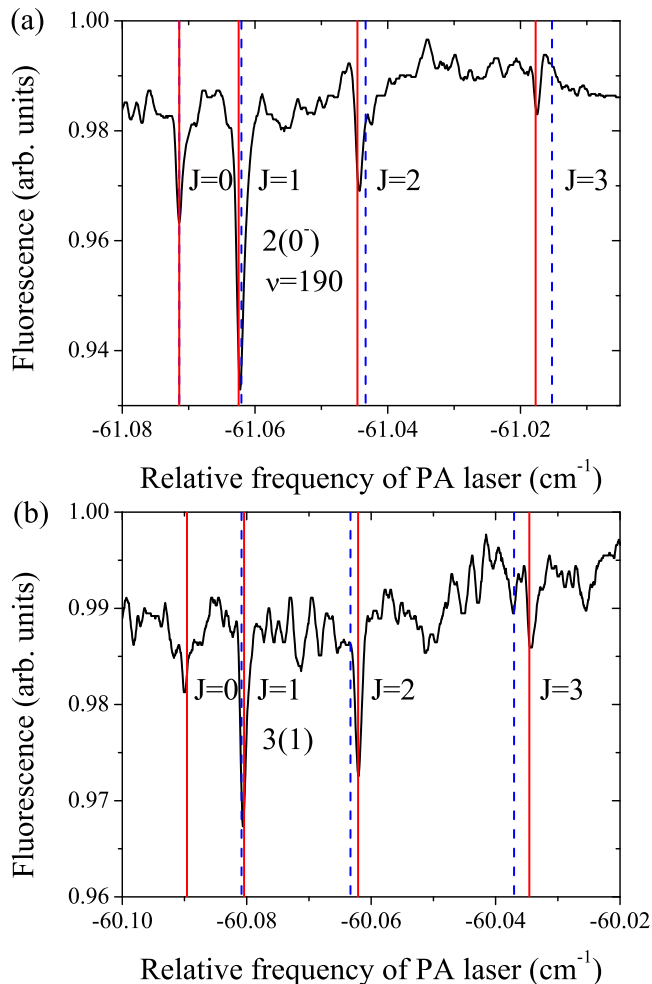 (a)
1.00
0.98
0.96
0.94
Fluorescence (arb. units)
J=0
J=1
J=2
J=3
2(0⁻)
ν=190
-61.08
-61.06
-61.04
-61.02
Relative frequency of PA laser (cm⁻¹)
(b)
1.00
0.99
0.98
0.97
0.96
Fluorescence (arb. units)
J=0
J=1
J=2
J=3
3(1)
-60.10
-60.08
-60.06
-60.04
-60.02
Relative frequency of PA laser (cm⁻¹)